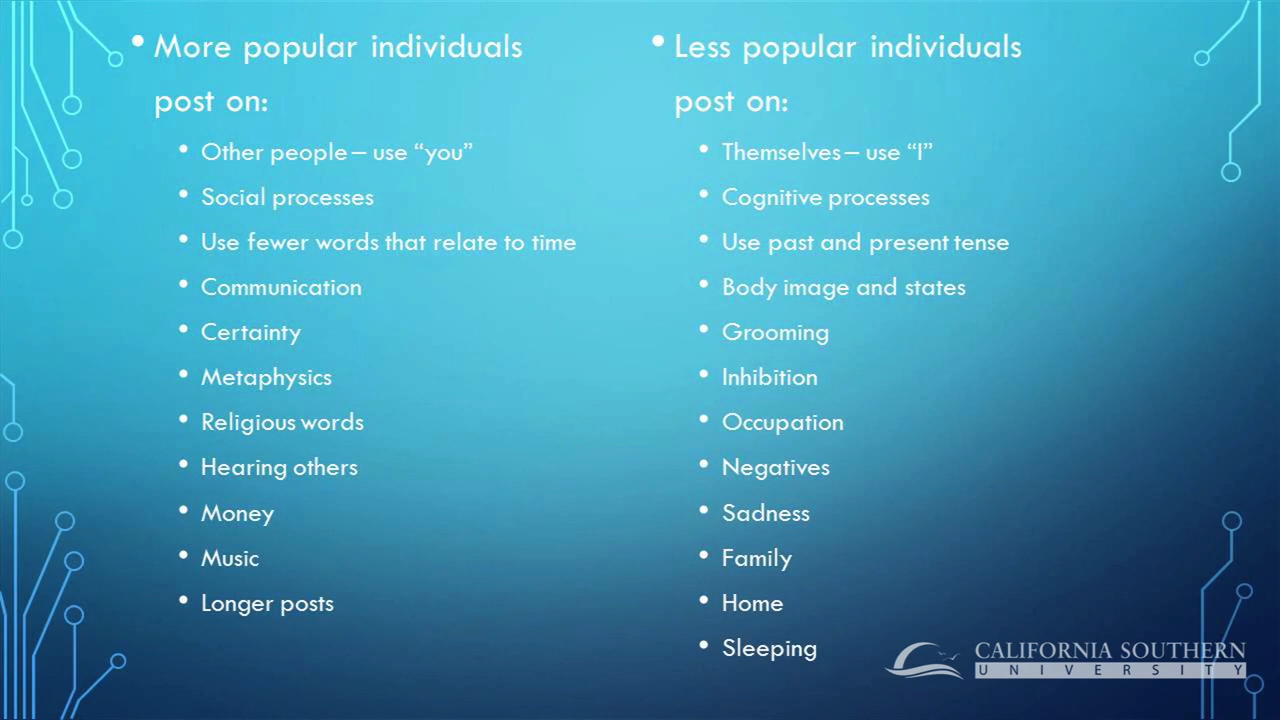 • More popular individuals
post on:
• Other people – use “you”
• Social processes
• Use fewer words that relate to time
• Communication
• Certainty
• Metaphysics
• Religious words
• Hearing others
• Money
• Music
• Longer posts
• Less popular individuals
post on:
• Themselves – use “I”
• Cognitive processes
• Use past and present tense
• Body image and states
• Grooming
• Inhibition
• Occupation
• Negatives
• Sadness
• Family
• Home
• Sleeping
CALIFORNIA SOUTHERN
UNIVERSITY